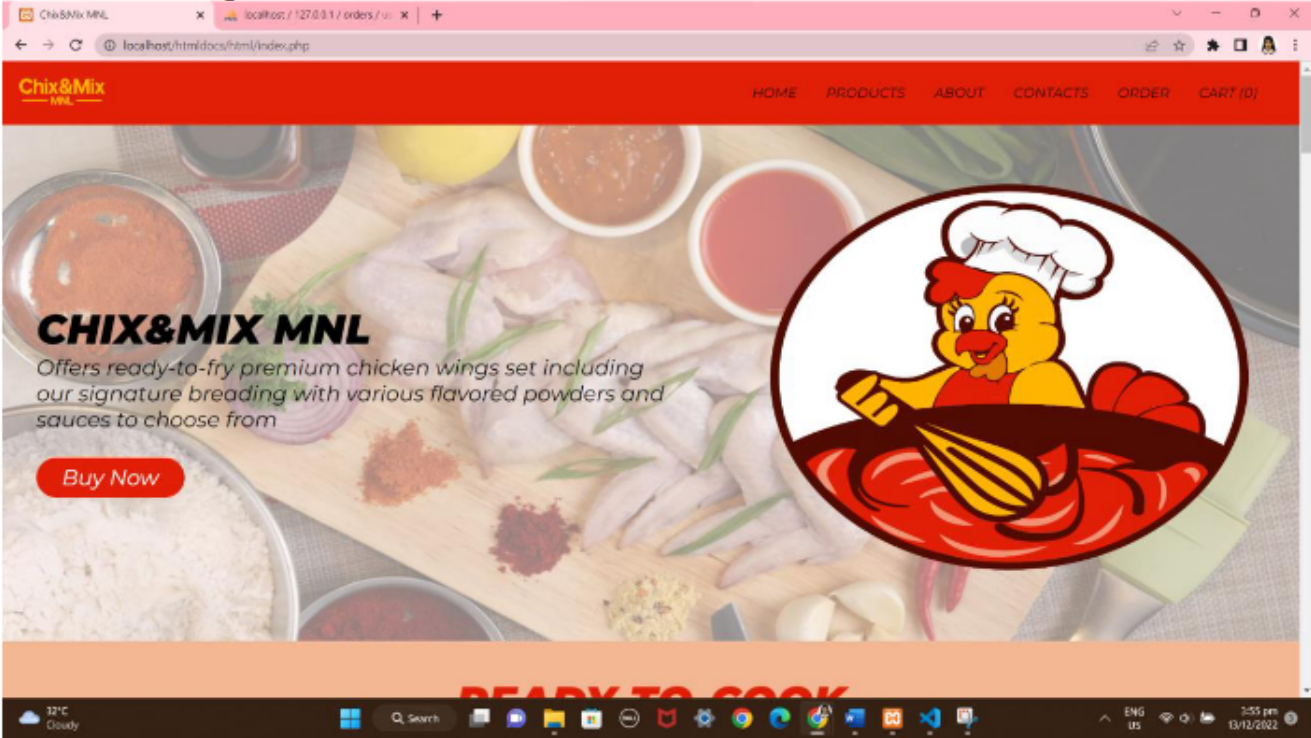 Chix&Mix MNL
localhost / 127.0.0.1 / orders / us
localhost/htmldocs/html/index.php
Chix&Mix
MNL
HOME PRODUCTS ABOUT CONTACTS ORDER CART (0)
CHIX&MIX MNL
Offers ready-to-fry premium chicken wings set including
our signature breading with various flavored powders and
sauces to choose from
Buy Now
READY-TO-COOK
32°C
Cloudy
Search
ENG
US
3:55 pm
13/12/2022